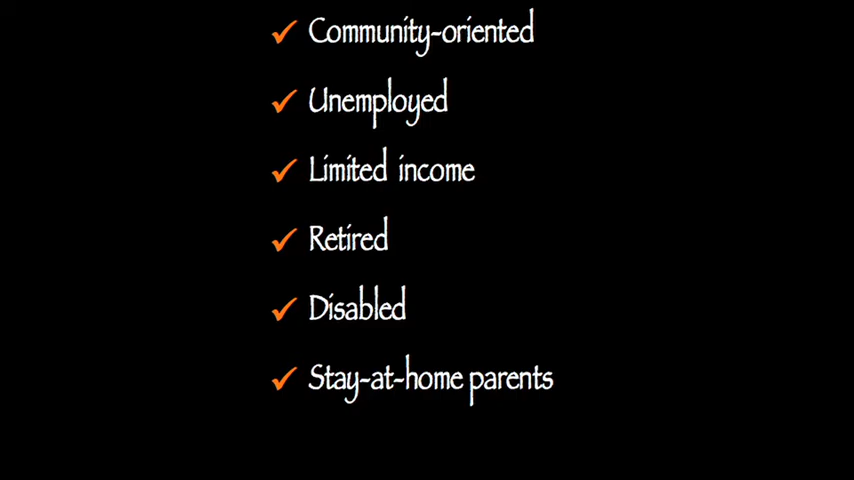 ✓ Community-oriented
✓ Unemployed
✓ Limited income
✓ Retired
✓ Disabled
✓ Stay-at-home parents